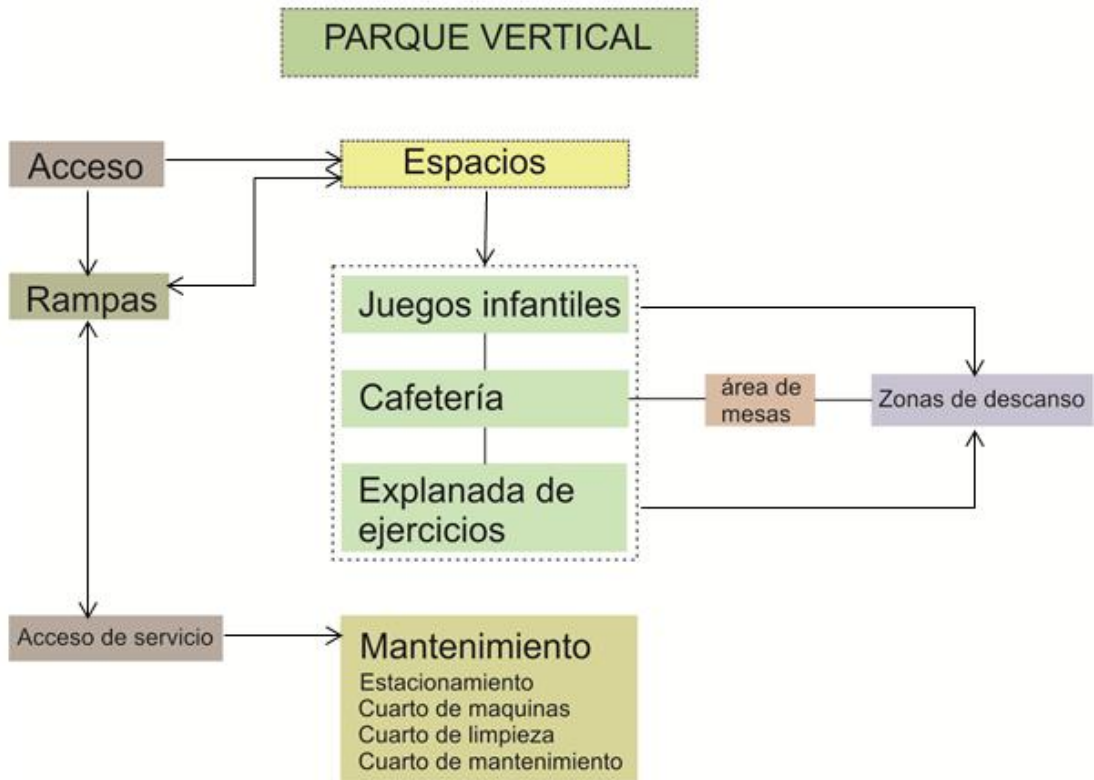 PARQUE VERTICAL
Acceso
Espacios
Rampas
Juegos infantiles
Cafetería
área de
mesas
Zonas de descanso
Explanada de
ejercicios
Acceso de servicio
Mantenimiento
Estacionamiento
Cuarto de maquinas
Cuarto de limpieza
Cuarto de mantenimiento